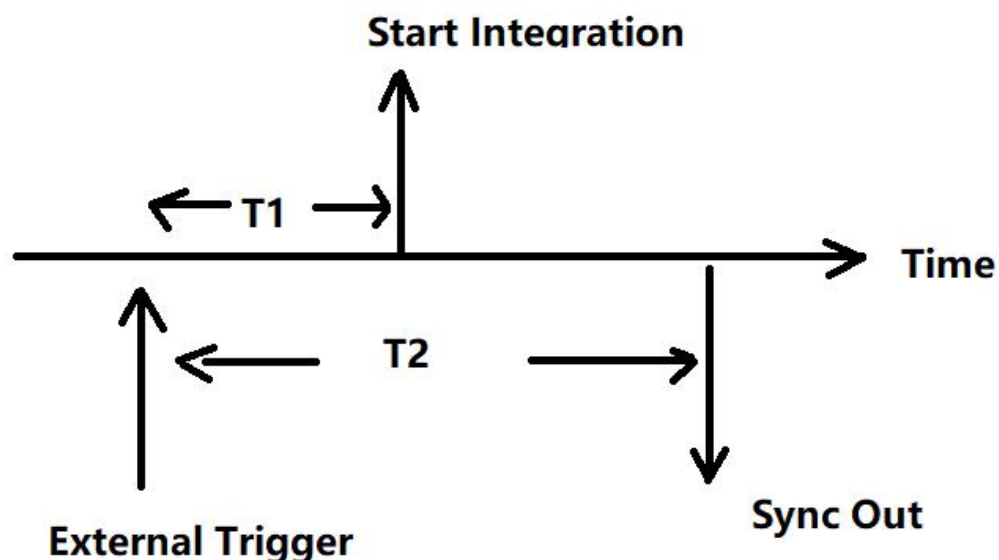 Start Integration
T1
Time
T2
Sync Out
External Trigger